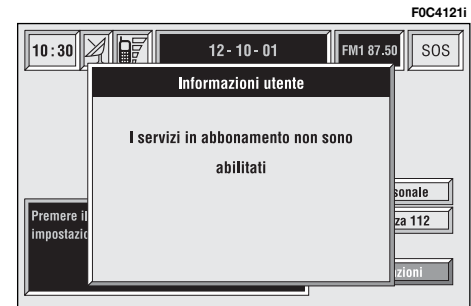 F0C4121i
10:30
12-10-01
FM1 87.50
SOS
Informazioni utente
I servizi in abbonamento non sono
abilitati
sonale
Premere il
za 112
impostazio
zioni